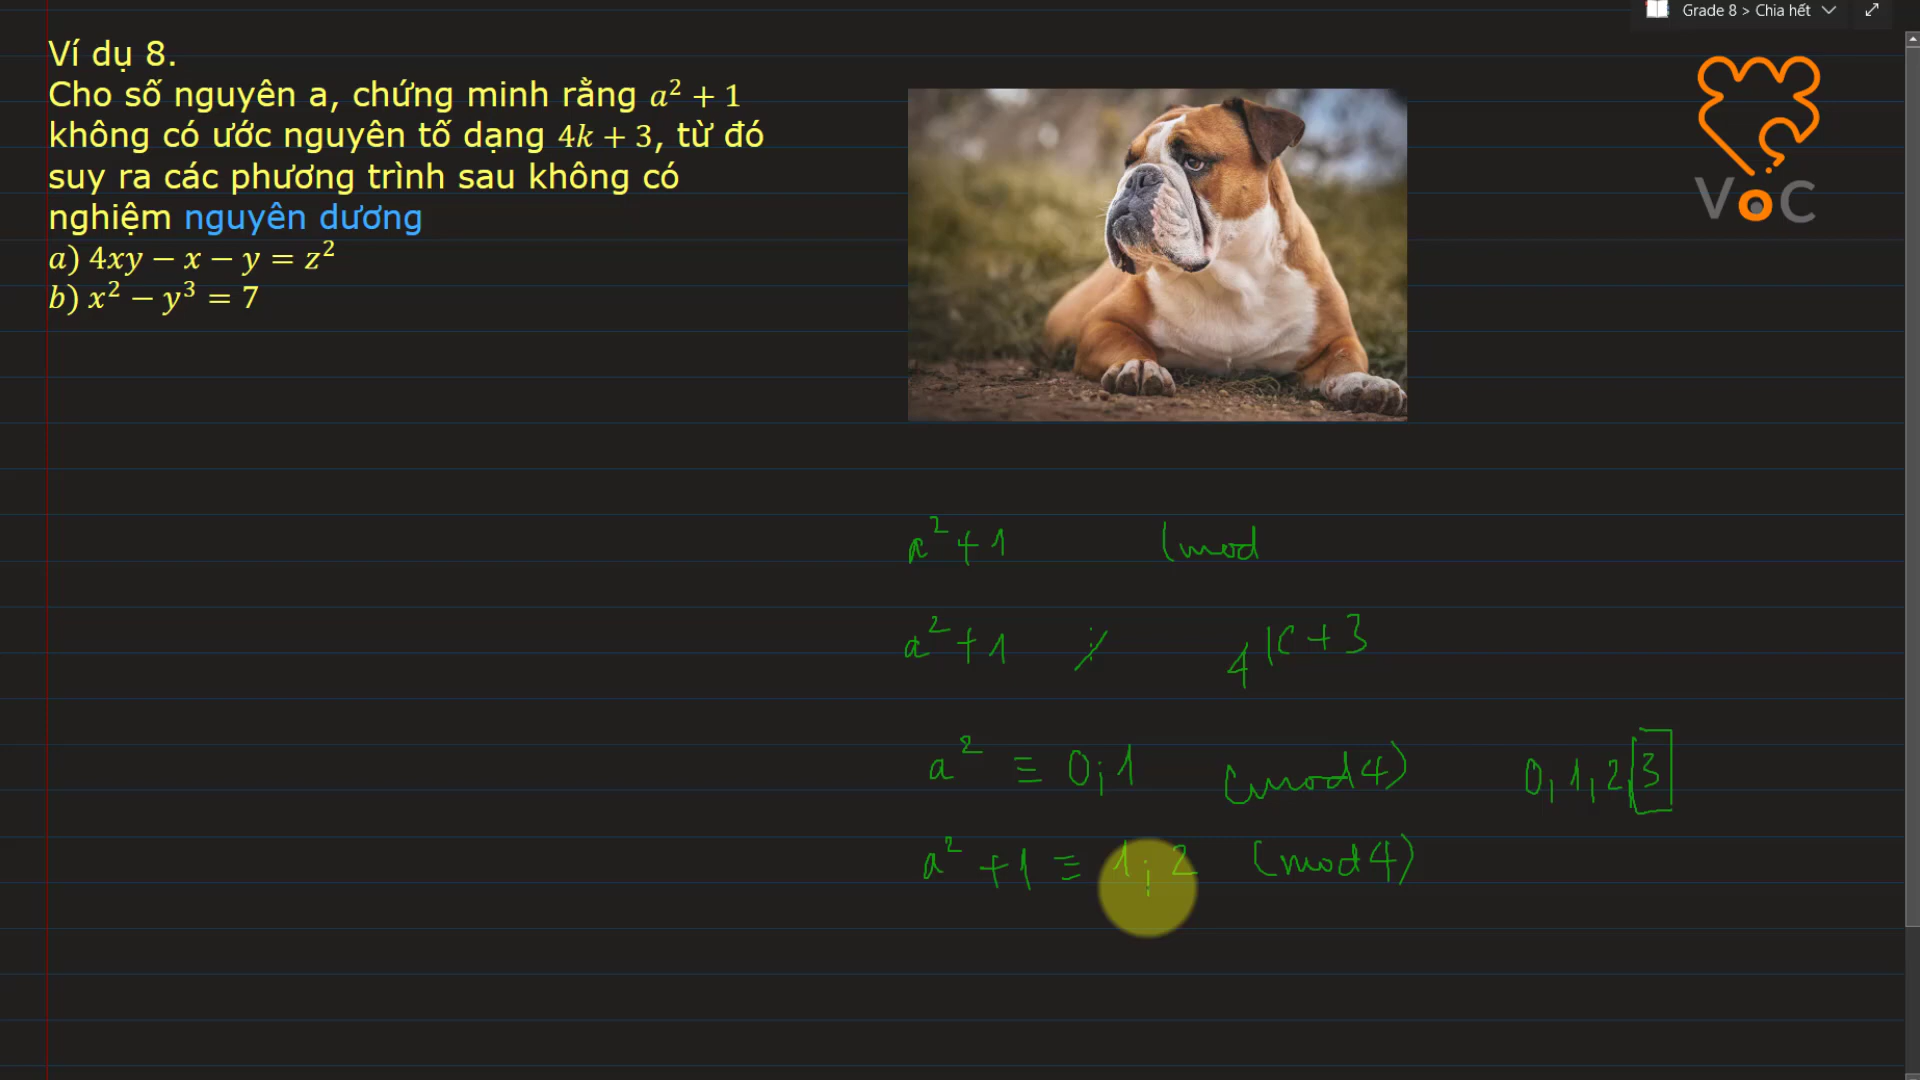 Grade 8 > Chia hết
Ví dụ 8.
Cho số nguyên a, chứng minh rằng a² + 1
không có ước nguyên tố dạng 4k + 3, từ đó
suy ra các phương trình sau không có
nghiệm nguyên dương
a) 4xy − x − y = z²
b) x² − y³ = 7
VOC
a² + 1 (mod
a² + 1 ⋮̸ 4k + 3
a² ≡ 0; 1 (mod 4) 0, 1, 2, 3
a² + 1 ≡ 1; 2 (mod 4)